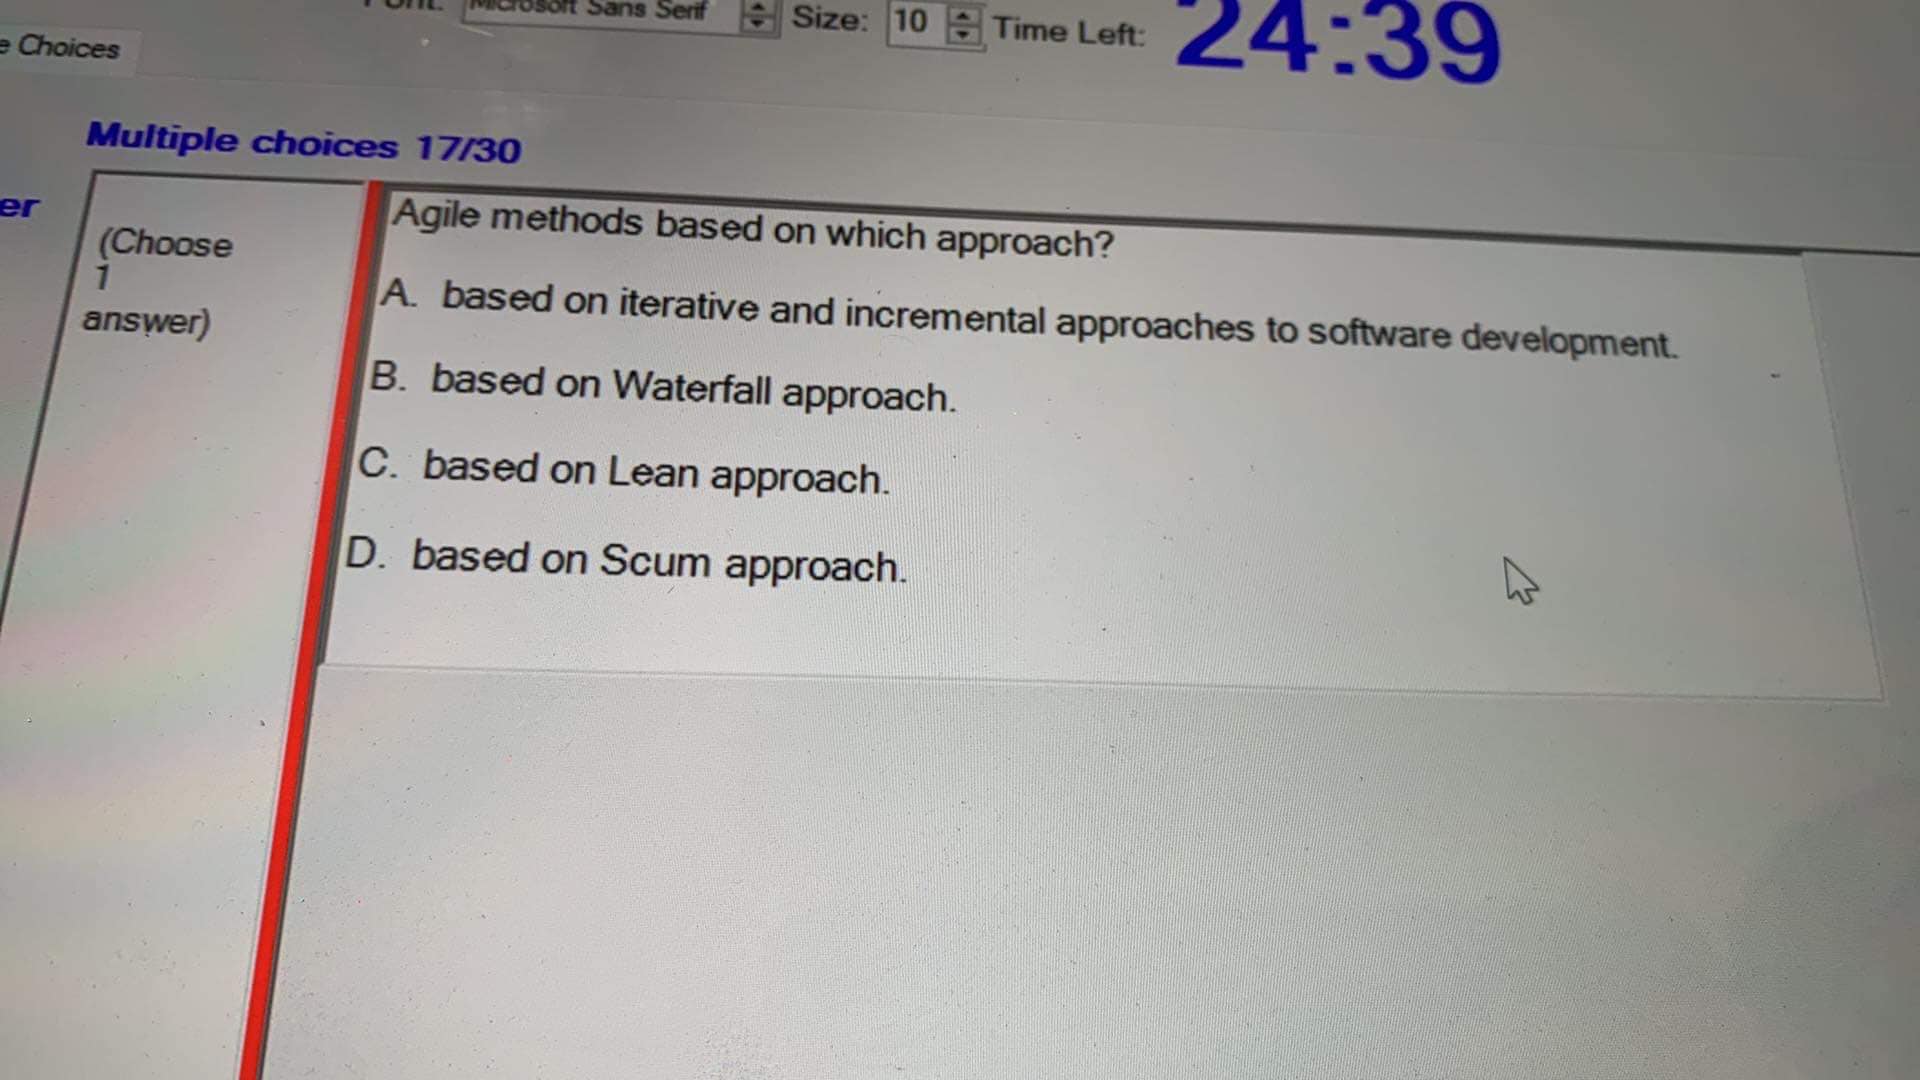 Microsoft Sans Serif Size: 10 Time Left: 24:39
Choices
Multiple choices 17/30
er
(Choose
1
answer)
Agile methods based on which approach?
A. based on iterative and incremental approaches to software development.
B. based on Waterfall approach.
C. based on Lean approach.
D. based on Scum approach.